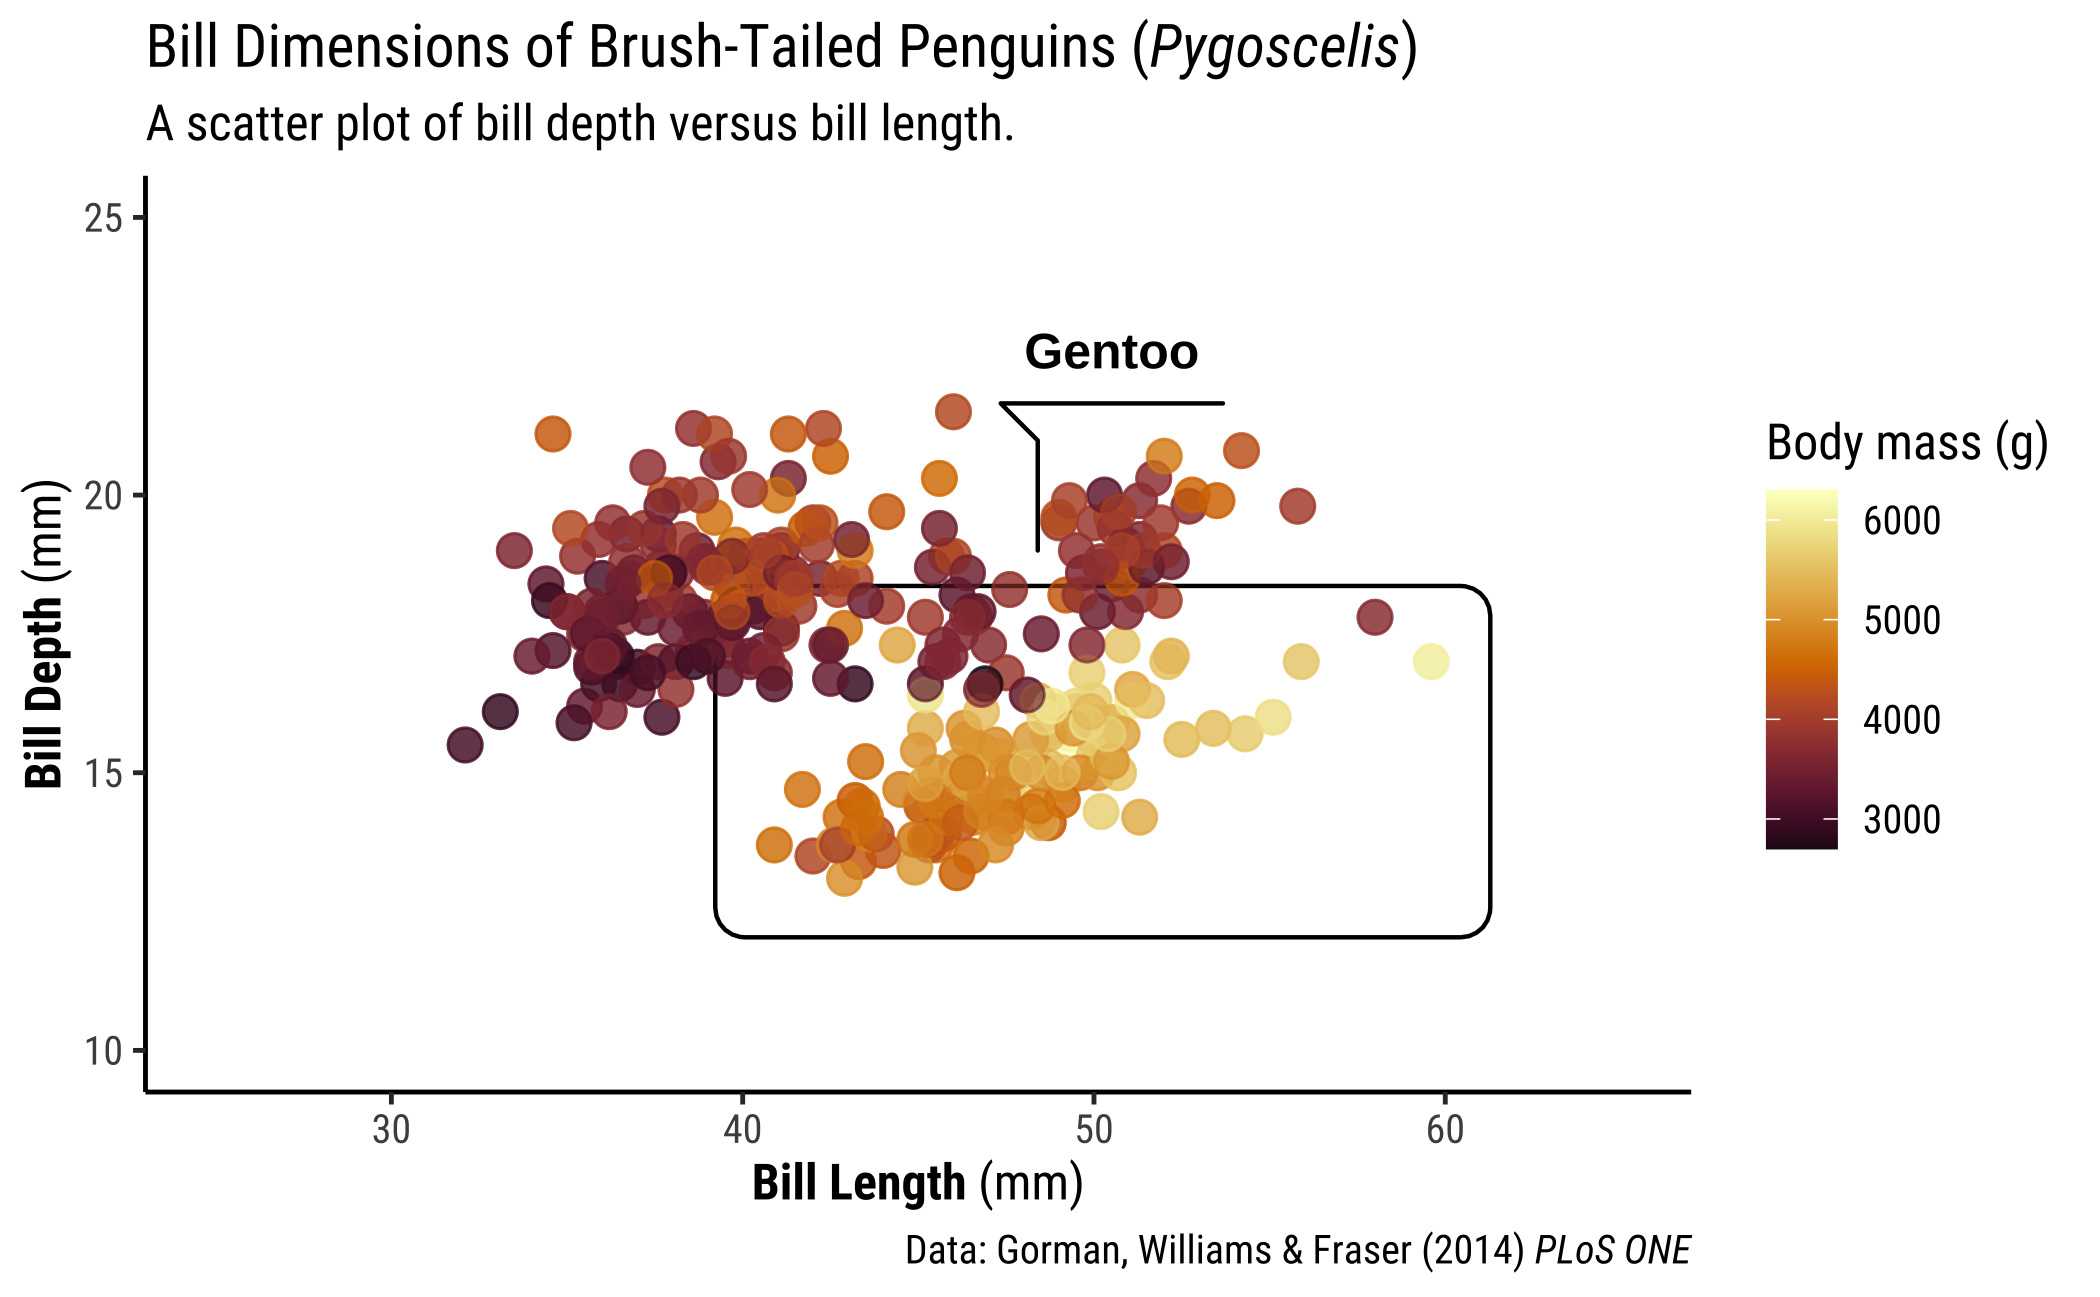 Bill Dimensions of Brush-Tailed Penguins (Pygoscelis)
A scatter plot of bill depth versus bill length.
25
20
15
10
Bill Depth (mm)
Gentoo
30
40
50
60
Bill Length (mm)
Body mass (g)
6000
5000
4000
3000
Data: Gorman, Williams & Fraser (2014) PLoS ONE